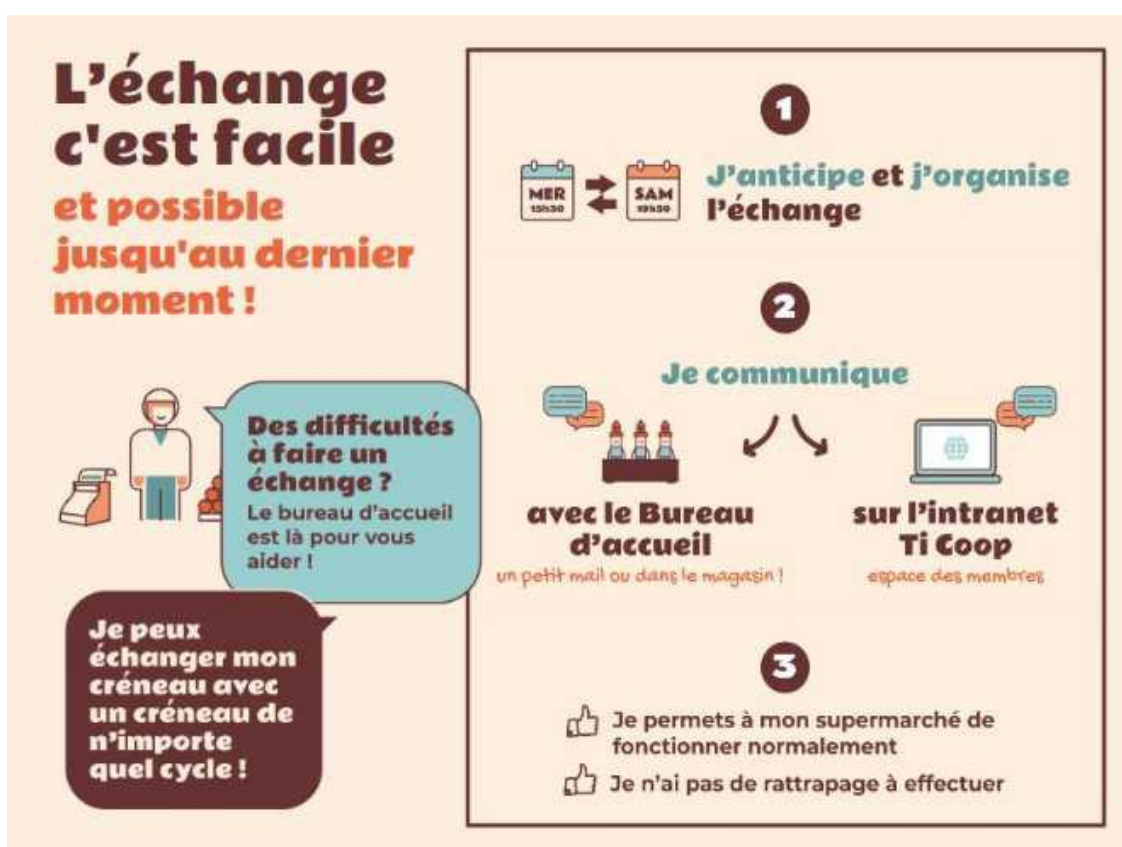 L'échange
c'est facile
et possible
jusqu'au dernier
moment !
Des difficultés
à faire un
échange ?
Le bureau d'accueil
est là pour vous
aider !
Je peux
échanger mon
créneau avec
un créneau de
n'importe
quel cycle !
1
MER
15h30
SAM
19h30
J'anticipe et j'organise
l'échange
2
Je communique
avec le Bureau
d'accueil
un petit mail ou dans le magasin !
sur l'intranet
Ti Coop
espace des membres
3
Je permets à mon supermarché de
fonctionner normalement
Je n'ai pas de rattrapage à effectuer